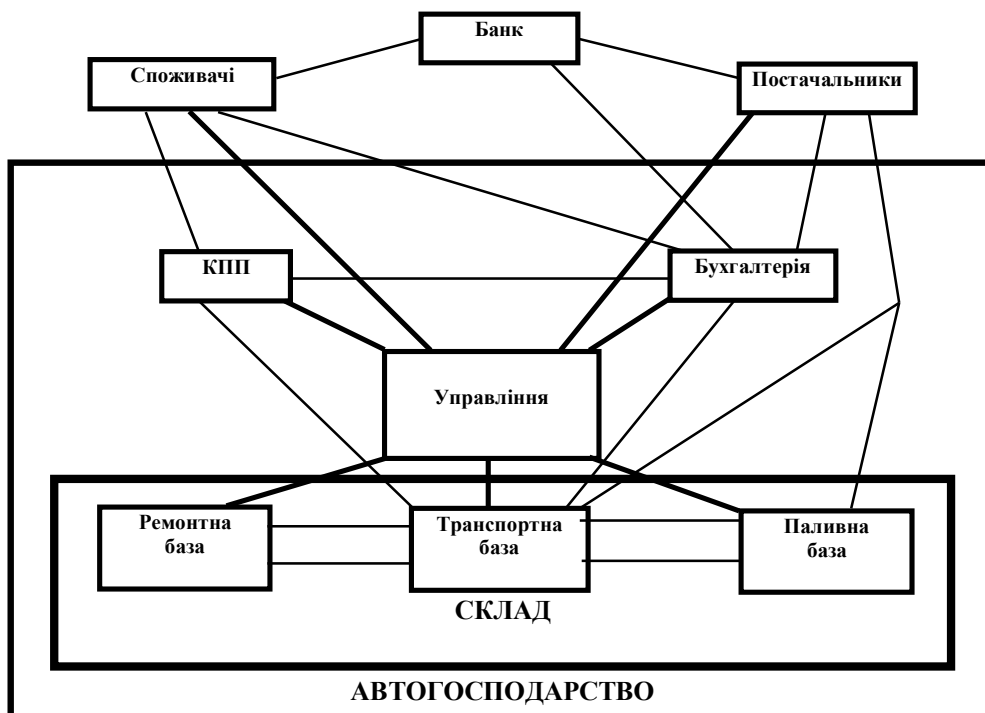 Банк
Споживачі
Постачальники
КПП
Бухгалтерія
Управління
Ремонтна
база
Транспортна
база
Паливна
база
СКЛАД
АВТОГОСПОДАРСТВО